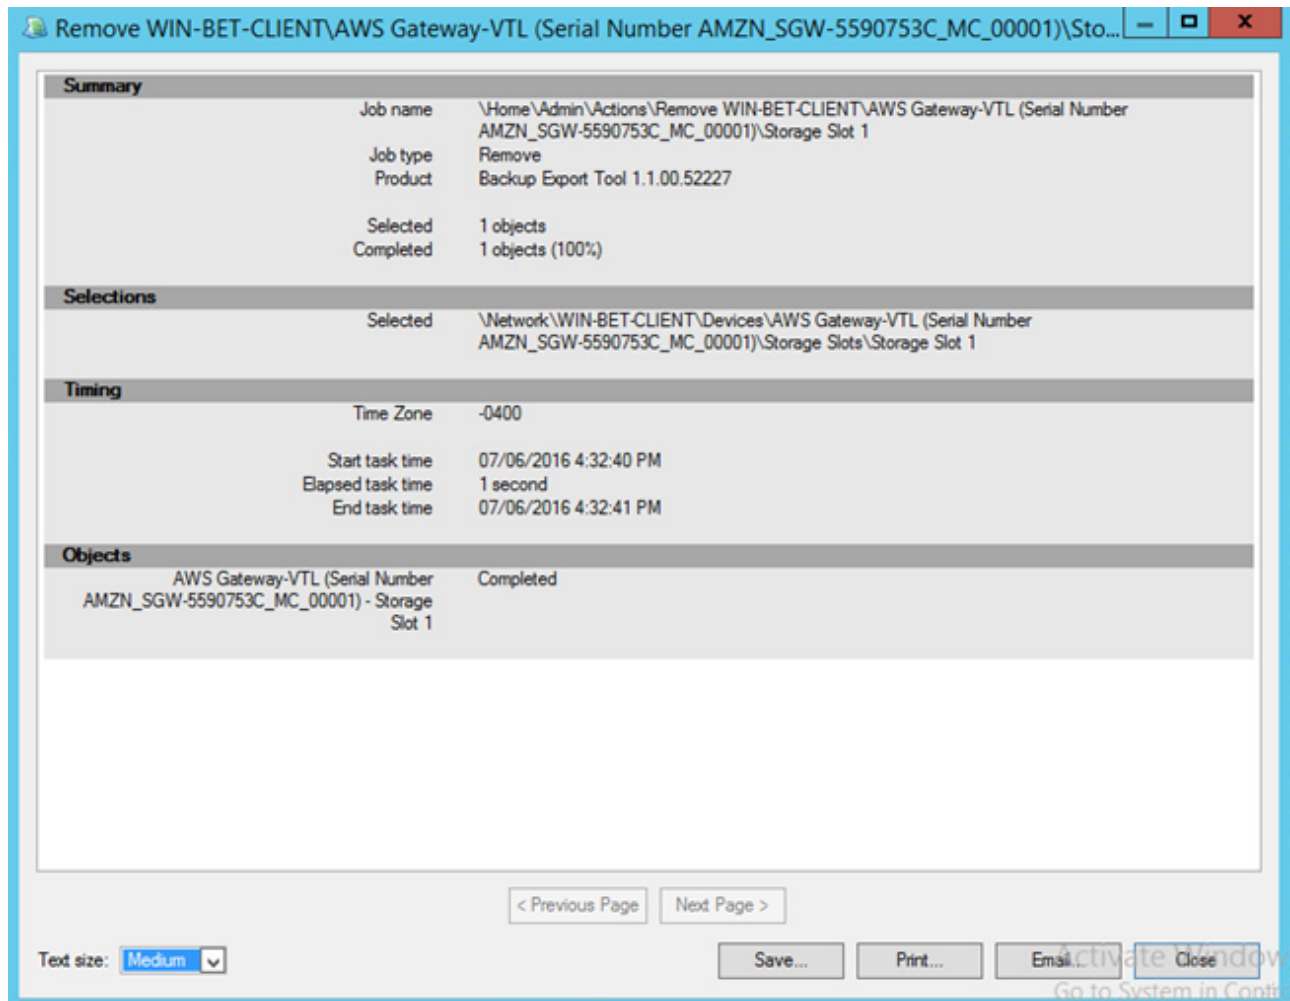 Remove WIN-BET-CLIENT\AWS Gateway-VTL (Serial Number AMZN_SGW-5590753C_MC_00001)\Sto...
Summary
Job name \Home\Admin\Actions\Remove WIN-BET-CLIENT\AWS Gateway-VTL (Serial Number
AMZN_SGW-5590753C_MC_00001)\Storage Slot 1
Job type Remove
Product Backup Export Tool 1.1.00.52227
Selected 1 objects
Completed 1 objects (100%)
Selections
Selected \Network\WIN-BET-CLIENT\Devices\AWS Gateway-VTL (Serial Number
AMZN_SGW-5590753C_MC_00001)\Storage Slots\Storage Slot 1
Timing
Time Zone -0400
Start task time 07/06/2016 4:32:40 PM
Elapsed task time 1 second
End task time 07/06/2016 4:32:41 PM
Objects
AWS Gateway-VTL (Serial Number Completed
AMZN_SGW-5590753C_MC_00001) - Storage
Slot 1
< Previous Page Next Page >
Text size: Medium Save... Print... Email... Close
Activate Window
Go to System in Contr